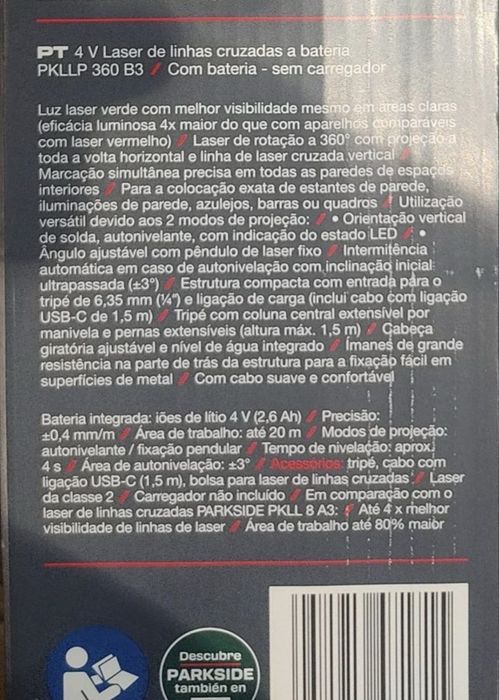 PT 4 V Laser de linhas cruzadas a bateria
PKLLP 360 B3 / Com bateria - sem carregador
Luz laser verde com melhor visibilidade mesmo em áreas claras
(eficácia luminosa 4x maior do que com aparelhos comparáveis
com laser vermelho) / Laser de rotação a 360° com projeção a
toda a volta horizontal e linha de laser cruzada vertical /
Marcação simultânea precisa em todas as paredes de espaços
interiores / Para a colocação exata de estantes de parede,
iluminações de parede, azulejos, barras ou quadros / Utilização
versátil devido aos 2 modos de projeção: / • Orientação vertical
de solda, autonivelante, com indicação do estado LED / •
Ângulo ajustável com pêndulo de laser fixo / Intermitência
automática em caso de autonivelação com inclinação inicial
ultrapassada (±3°) / Estrutura compacta com entrada para o
tripé de 6,35 mm (¼") e ligação de carga (inclui cabo com ligação
USB-C de 1,5 m) / Tripé com coluna central extensível por
manivela e pernas extensíveis (altura máx. 1,5 m) / Cabeça
giratória ajustável e nível de água integrado / Ímanes de grande
resistência na parte de trás da estrutura para a fixação fácil em
superfícies de metal / Com cabo suave e confortável
Bateria integrada: iões de lítio 4 V (2,6 Ah) / Precisão:
±0,4 mm/m / Área de trabalho: até 20 m / Modos de projeção:
autonivelante / fixação pendular / Tempo de nivelação: aprox.
4 s / Área de autonivelação: ±3° / Acessórios: tripé, cabo com
ligação USB-C (1,5 m), bolsa para laser de linhas cruzadas / Laser
da classe 2 / Carregador não incluído / Em comparação com o
laser de linhas cruzadas PARKSIDE PKLL 8 A3: / Até 4 x melhor
visibilidade de linhas de laser / Área de trabalho até 80% maior
Descubre
PARKSIDE
también en